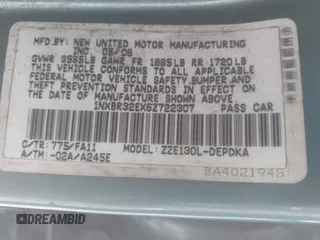 MFD.BY: NEW UNITED MOTOR MANUFACTURING
INC. 05/06
GVWR 3585LB GAWR FR 1885LB RR 1720LB
THIS VEHICLE CONFORMS TO ALL APPLICABLE
FEDERAL MOTOR VEHICLE SAFETY,BUMPER,AND
THEFT PREVENTION STANDARDS IN EFFECT ON
THE DATE OF MANUFACTURE SHOWN ABOVE.
1NXBR32EX6Z722307 PASS CAR
C/TR: 775/FA11 MODEL: ZZE130L-DEPDKA
A/TM: -02A/A245E
BA4021948